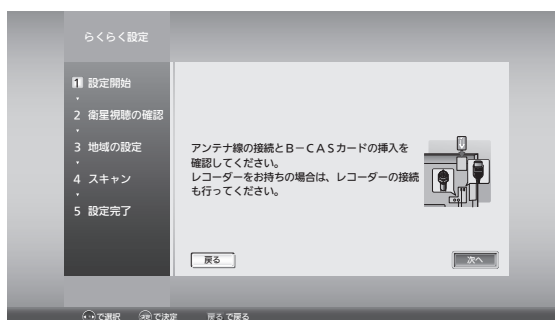 らくらく設定
1 設定開始
2 衛星視聴の確認
3 地域の設定
4 スキャン
5 設定完了
アンテナ線の接続とB－CASカードの挿入を
確認してください。
レコーダーをお持ちの場合は、レコーダーの接続
も行ってください。
戻る
次へ
で選択 決定 で決定 戻る で戻る